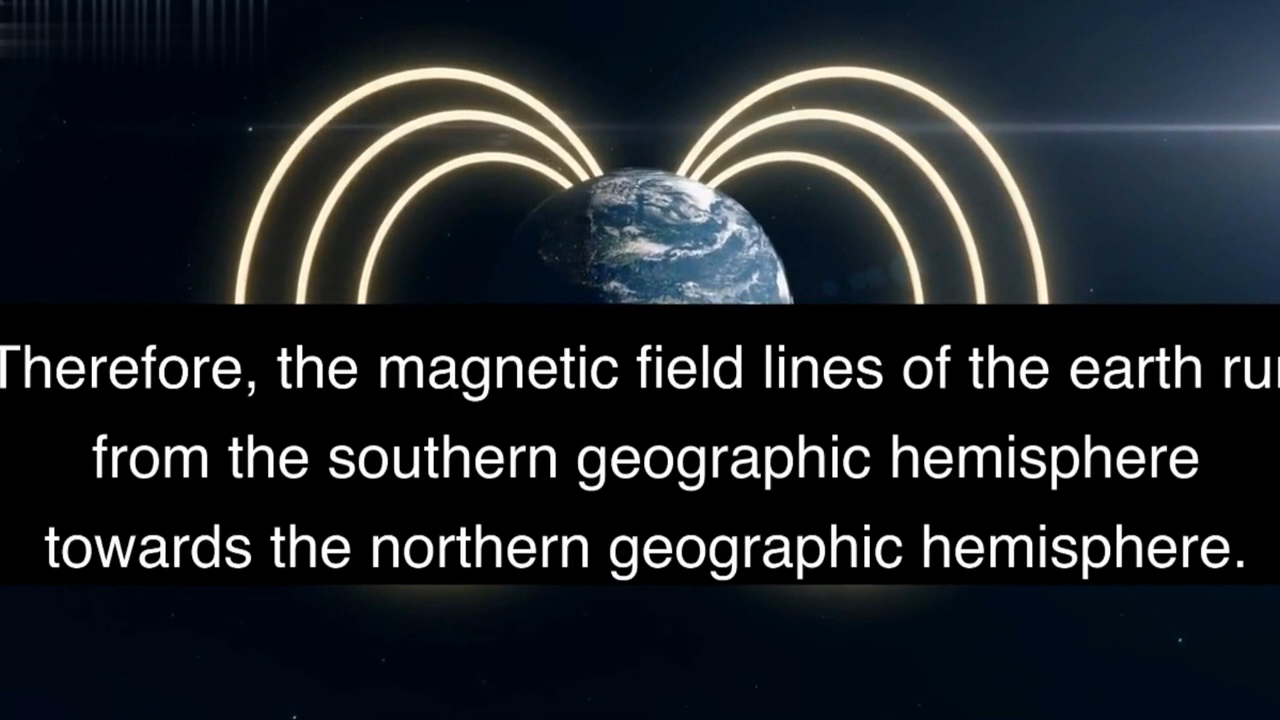 Therefore, the magnetic field lines of the earth
from the southern geographic hemisphere
towards the northern geographic hemisphere.